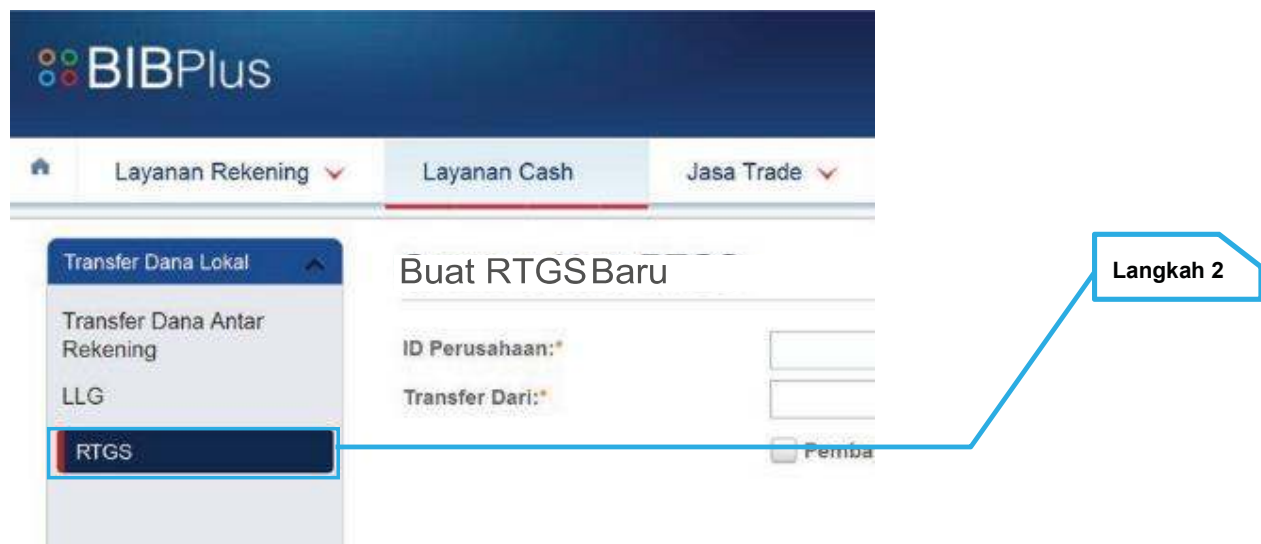 BIBPlus
Layanan Rekening
Layanan Cash
Jasa Trade
Transfer Dana Lokal
Buat RTGS Baru
Langkah 2
Transfer Dana Antar
Rekening
ID Perusahaan:*
LLG
Transfer Dari:*
RTGS